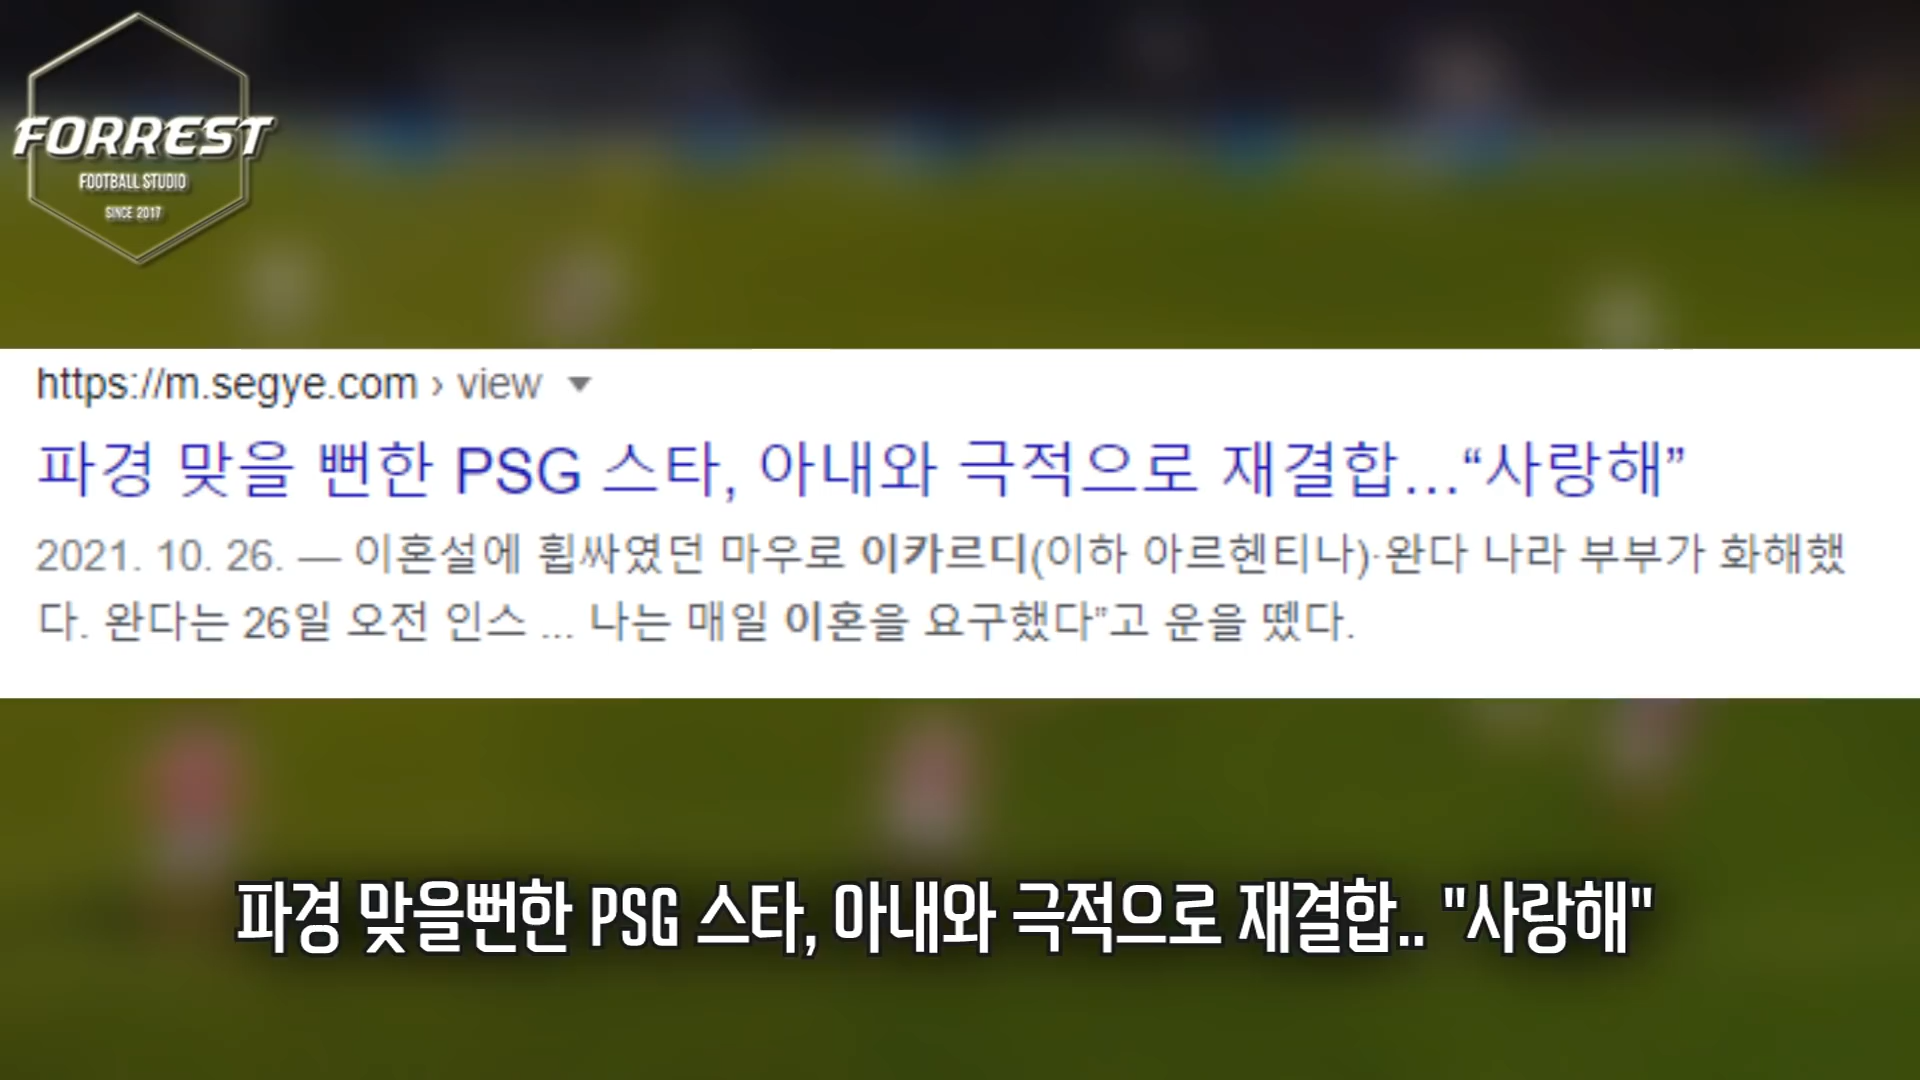 FORREST
FOOTBALL STUDIO
SINCE 2017
https://m.segye.com › view
파경 맞을 뻔한 PSG 스타, 아내와 극적으로 재결합…“사랑해”
2021. 10. 26. — 이혼설에 휩싸였던 마우로 이카르디(이하 아르헨티나)·완다 나라 부부가 화해했
다. 완다는 26일 오전 인스 ... 나는 매일 이혼을 요구했다”고 운을 뗐다.
파경 맞을뻔한 PSG 스타, 아내와 극적으로 재결합.. "사랑해"